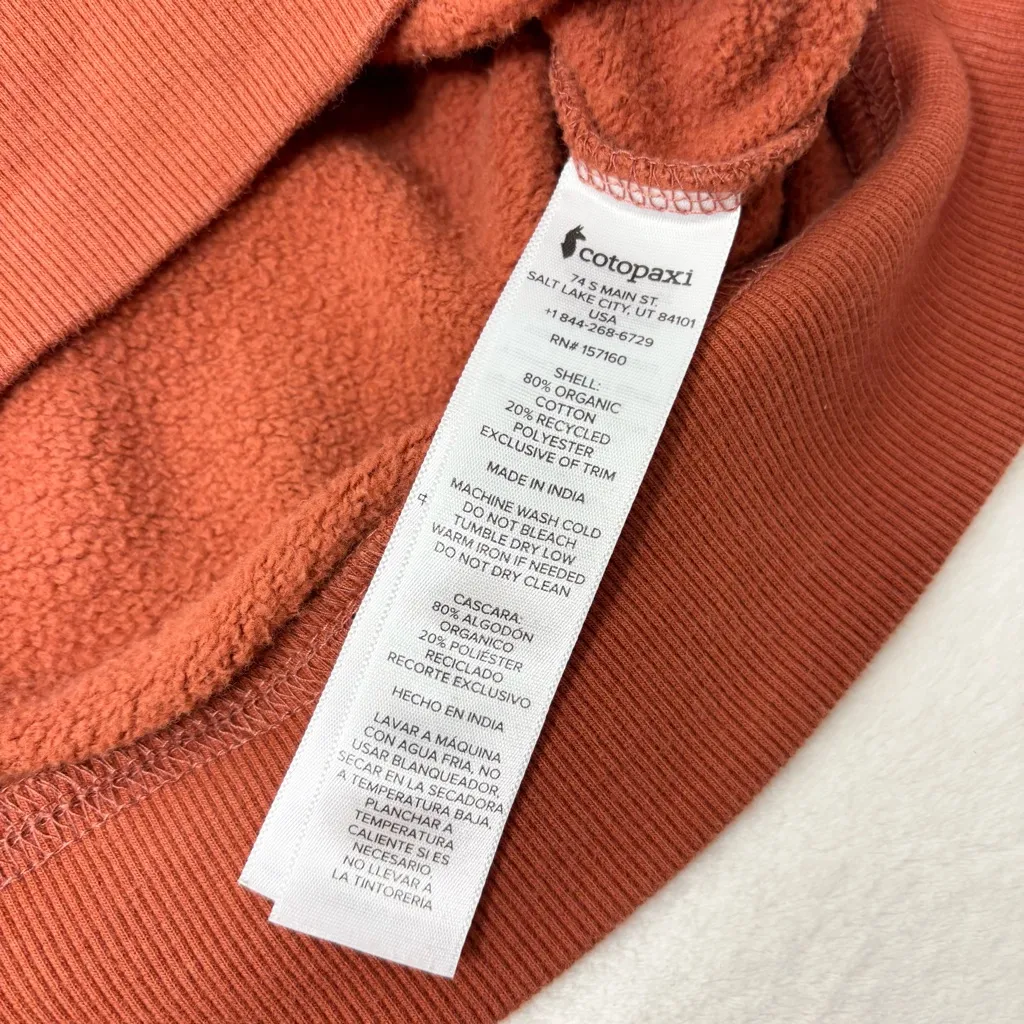 cotopaxi
74 S MAIN ST.
SALT LAKE CITY, UT 84101
USA
+1 844-268-6729
RN# 157160
SHELL:
80% ORGANIC
COTTON
20% RECYCLED
POLYESTER
EXCLUSIVE OF TRIM
MADE IN INDIA
MACHINE WASH COLD
DO NOT BLEACH
TUMBLE DRY LOW
WARM IRON IF NEEDED
DO NOT DRY CLEAN
CASCARA:
80% ALGODÓN
ORGANICO
20% POLIÉSTER
RECICLADO
RECORTE EXCLUSIVO
HECHO EN INDIA
LAVAR A MÁQUINA
CON AGUA FRIA, NO
USAR BLANQUEADOR,
SECAR EN LA SECADORA
A TEMPERATURA BAJA,
PLANCHAR A
TEMPERATURA
CALIENTE SI ES
NECESARIO,
NO LLEVAR A
LA TINTORERÍA